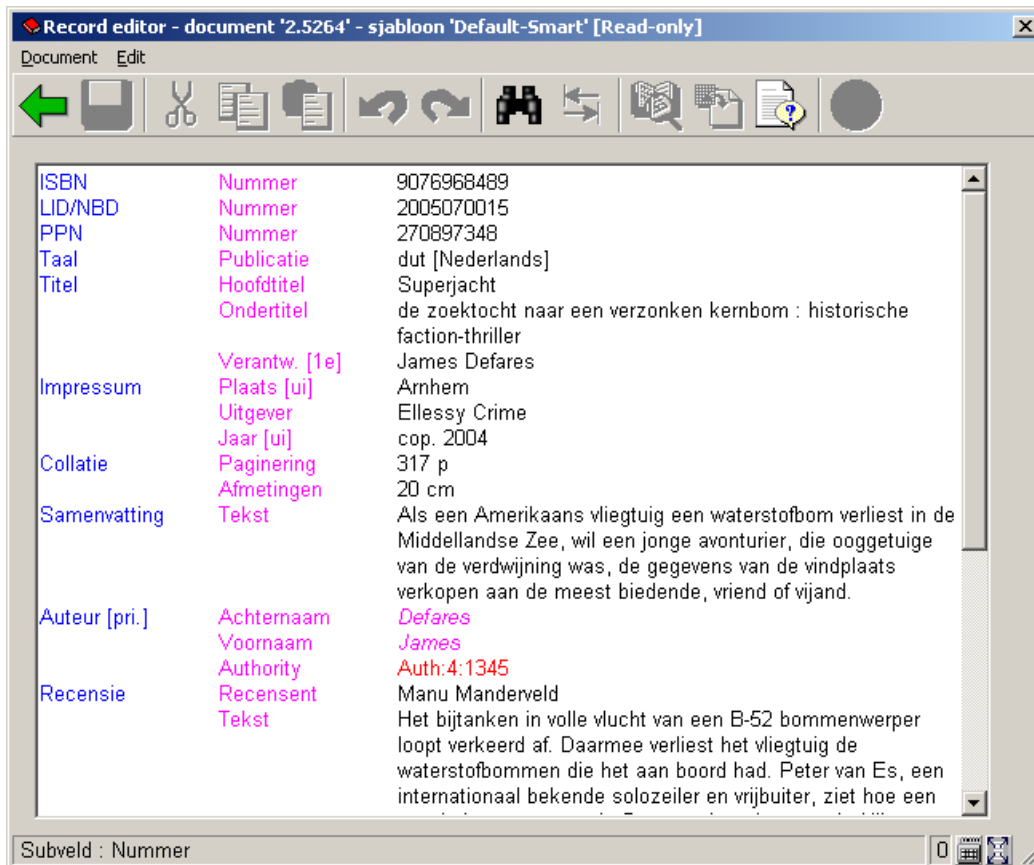 Record editor - document '2.5264' - sjabloon 'Default-Smart' [Read-only]
Document Edit
ISBN Nummer 9076968489
LID/NBD Nummer 2005070015
PPN Nummer 270897348
Taal Publicatie dut [Nederlands]
Titel Hoofdtitel Superjacht
Ondertitel de zoektocht naar een verzonken kernbom : historische
faction-thriller
Verantw. [1e] James Defares
Impressum Plaats [ui] Arnhem
Uitgever Ellessy Crime
Jaar [ui] cop. 2004
Collatie Paginering 317 p
Afmetingen 20 cm
Samenvatting Tekst Als een Amerikaans vliegtuig een waterstofbom verliest in de
Middellandse Zee, wil een jonge avonturier, die ooggetuige
van de verdwijning was, de gegevens van de vindplaats
verkopen aan de meest biedende, vriend of vijand.
Auteur [pri.] Achternaam Defares
Voornaam James
Authority Auth:4:1345
Recensie Recensent Manu Manderveld
Tekst Het bijtanken in volle vlucht van een B-52 bommenwerper
loopt verkeerd af. Daarmee verliest het vliegtuig de
waterstofbommen die het aan boord had. Peter van Es, een
internationaal bekende solozeiler en vrijbuiter, ziet hoe een
Subveld : Nummer 0